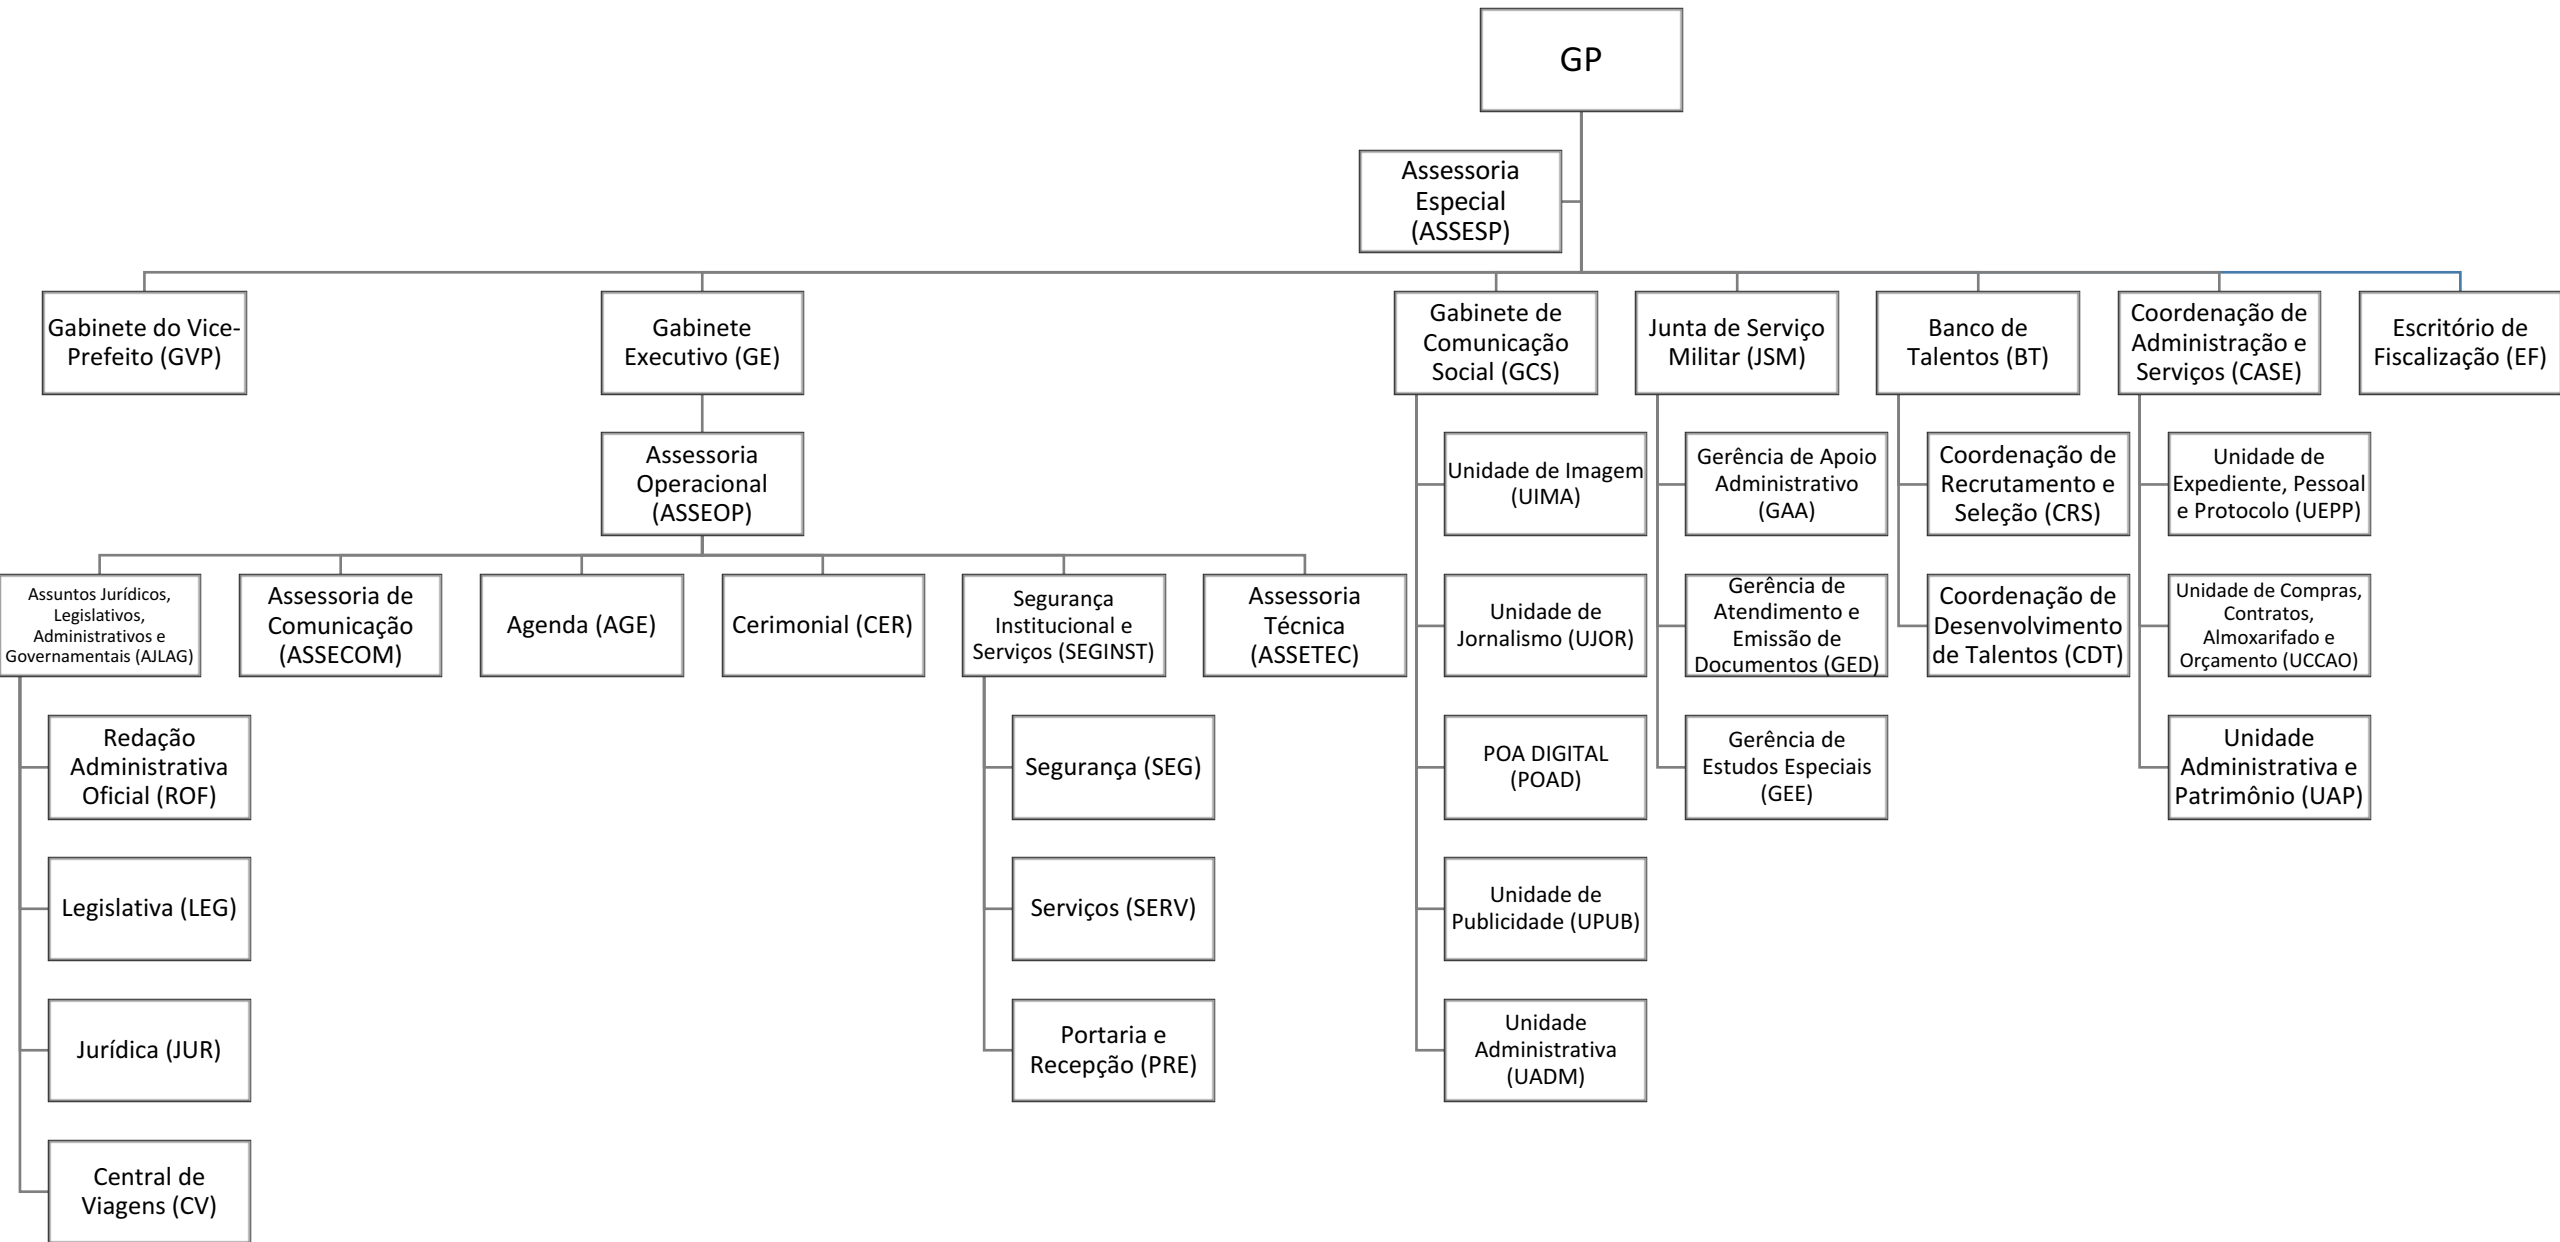 GP
Assessoria
Especial
(ASSESP)
Gabinete do Vice-
Prefeito (GVP)
Gabinete
Executivo (GE)
Gabinete de
Comunicação
Social (GCS)
Junta de Serviço
Militar (JSM)
Banco de
Talentos (BT)
Coordenação de
Administração e
Serviços (CASE)
Escritório de
Fiscalização (EF)
Assessoria
Operacional
(ASSEOP)
Assuntos Jurídicos,
Legislativos,
Administrativos e
Governamentais (AJLAG)
Redação
Administrativa
Oficial (ROF)
Legislativa (LEG)
Jurídica (JUR)
Central de
Viagens (CV)
Assessoria de
Comunicação
(ASSECOM)
Agenda (AGE)
Cerimonial (CER)
Segurança
Institucional e
Serviços (SEGINST)
Segurança (SEG)
Serviços (SERV)
Portaria e
Recepção (PRE)
Assessoria
Técnica
(ASSETEC)
Unidade de Imagem
(UIMA)
Unidade de
Jornalismo (UJOR)
POA DIGITAL
(POAD)
Unidade de
Publicidade (UPUB)
Unidade
Administrativa
(UADM)
Gerência de Apoio
Administrativo
(GAA)
Gerência de
Atendimento e
Emissão de
Documentos (GED)
Gerência de
Estudos Especiais
(GEE)
Coordenação de
Recrutamento e
Seleção (CRS)
Coordenação de
Desenvolvimento
de Talentos (CDT)
Unidade de
Expediente, Pessoal
e Protocolo (UEPP)
Unidade de Compras,
Contratos,
Almoxarifado e
Orçamento (UCCAO)
Unidade
Administrativa e
Patrimônio (UAP)